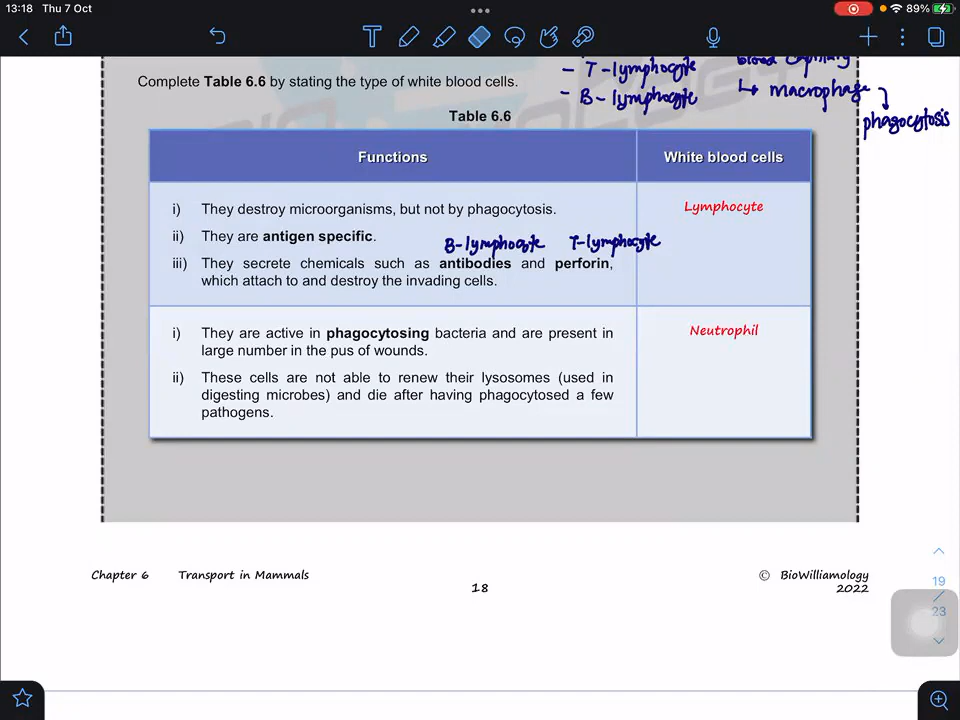 13:18 Thu 7 Oct
89%
blood capillary
- T-lymphocyte
- B-lymphocyte
↳ macrophage
phagocytosis
Complete Table 6.6 by stating the type of white blood cells.
Table 6.6
Functions
White blood cells
i) They destroy microorganisms, but not by phagocytosis.
Lymphocyte
ii) They are antigen specific.
B-lymphocyte T-lymphocyte
iii) They secrete chemicals such as antibodies and perforin,
which attach to and destroy the invading cells.
i) They are active in phagocytosing bacteria and are present in
large number in the pus of wounds.
Neutrophil
ii) These cells are not able to renew their lysosomes (used in
digesting microbes) and die after having phagocytosed a few
pathogens.
Chapter 6 Transport in Mammals
18
© BioWilliamology
2022
19
/
23